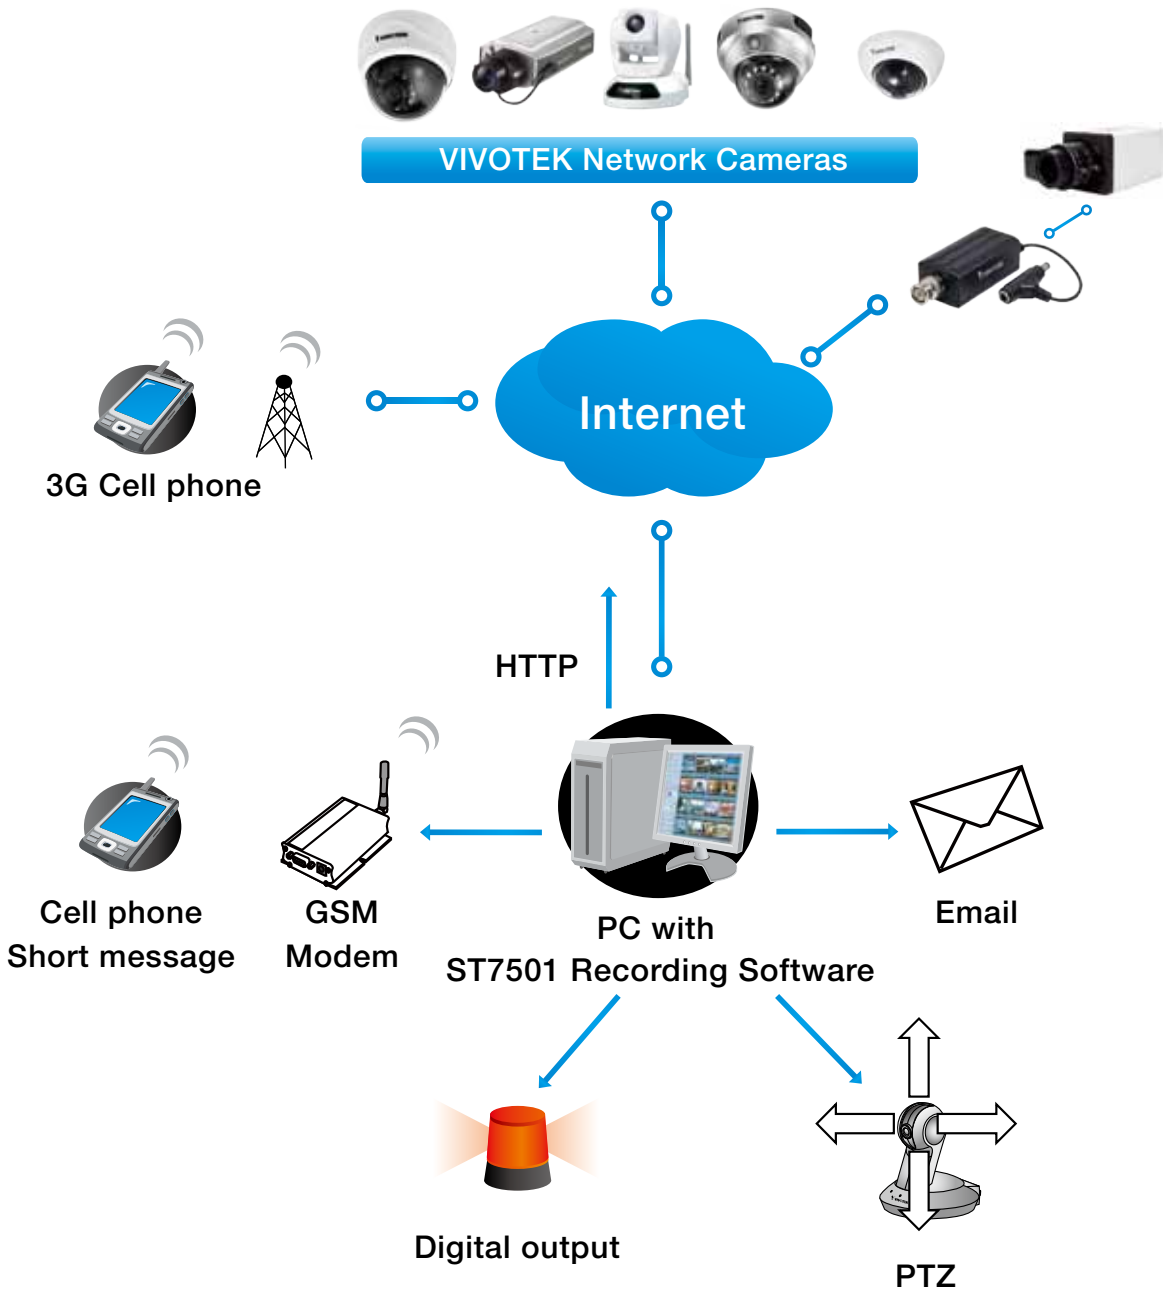 VIVOTEK Network Cameras
Internet
3G Cell phone
HTTP
Cell phone
Short message
GSM
Modem
PC with
ST7501 Recording Software
Email
Digital output
PTZ